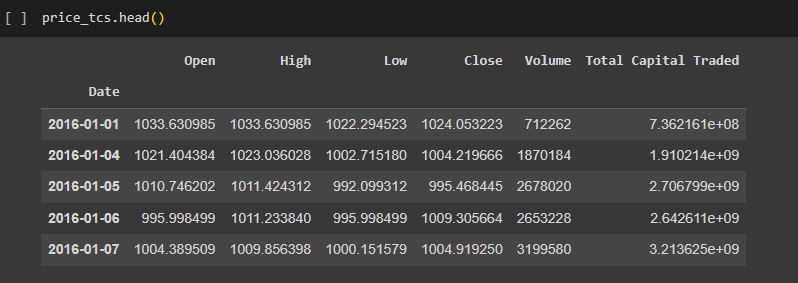 [ ] price_tcs.head()
Open High Low Close Volume Total Capital Traded
Date
2016-01-01 1033.630985 1033.630985 1022.294523 1024.053223 712262 7.362161e+08
2016-01-04 1021.404384 1023.036028 1002.715180 1004.219666 1870184 1.910214e+09
2016-01-05 1010.746202 1011.424312 992.099312 995.468445 2678020 2.706799e+09
2016-01-06 995.998499 1011.233840 995.998499 1009.305664 2653228 2.642611e+09
2016-01-07 1004.389509 1009.856398 1000.151579 1004.919250 3199580 3.213625e+09